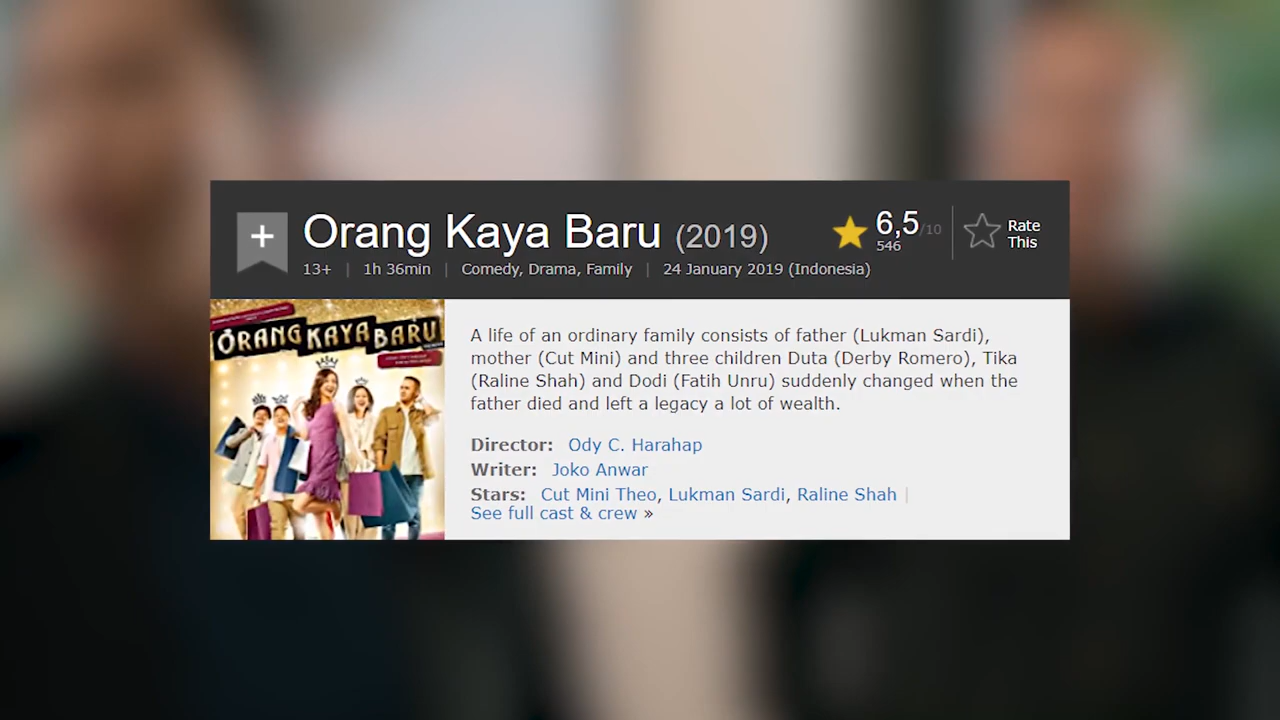 + Orang Kaya Baru (2019)
6,5/10
546
Rate
This
13+ | 1h 36min | Comedy, Drama, Family | 24 January 2019 (Indonesia)
ORANG KAYA BARU
A life of an ordinary family consists of father (Lukman Sardi),
mother (Cut Mini) and three children Duta (Derby Romero), Tika
(Raline Shah) and Dodi (Fatih Unru) suddenly changed when the
father died and left a legacy a lot of wealth.
Director: Ody C. Harahap
Writer: Joko Anwar
Stars: Cut Mini Theo, Lukman Sardi, Raline Shah |
See full cast & crew »